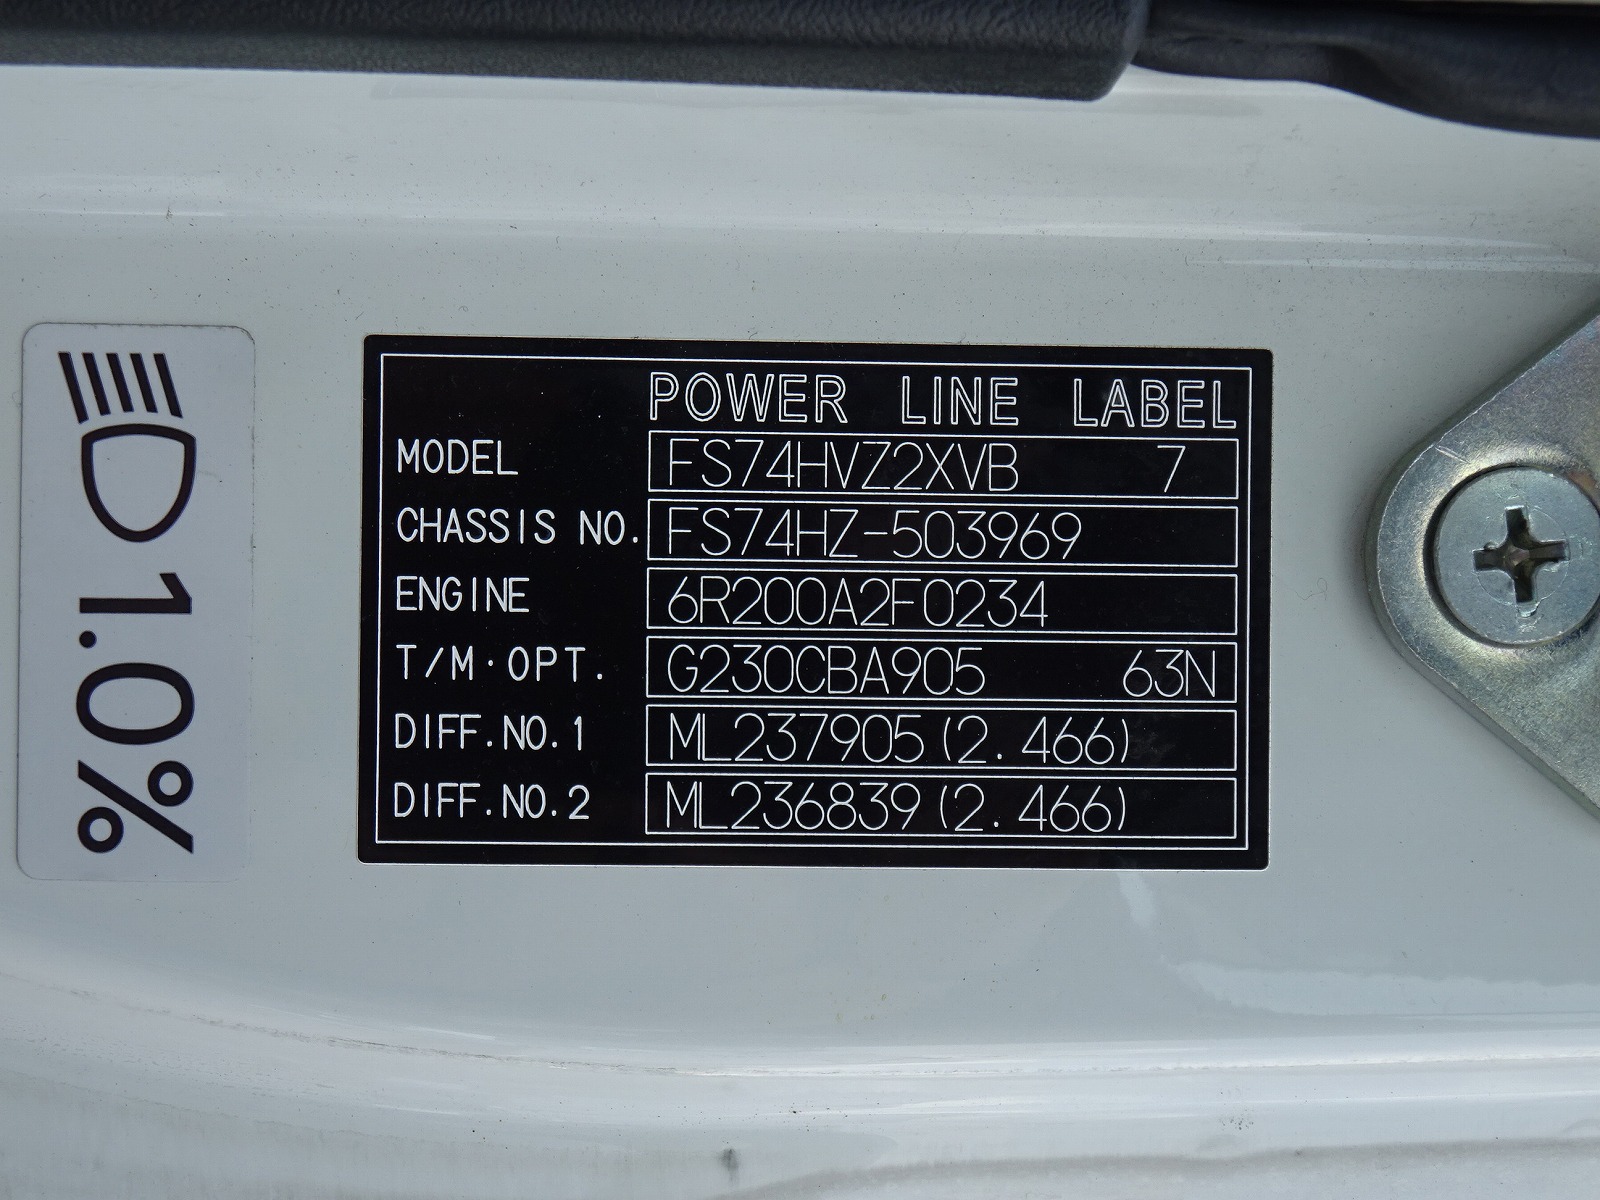 POWER LINE LABEL
MODEL FS74HVZ2XVB 7
CHASSIS NO. FS74HZ-503969
ENGINE 6R200A2F0234
T/M·OPT. G230CBA905 63N
DIFF.NO.1 ML237905(2.466)
DIFF.NO.2 ML236839(2.466)
1.0%